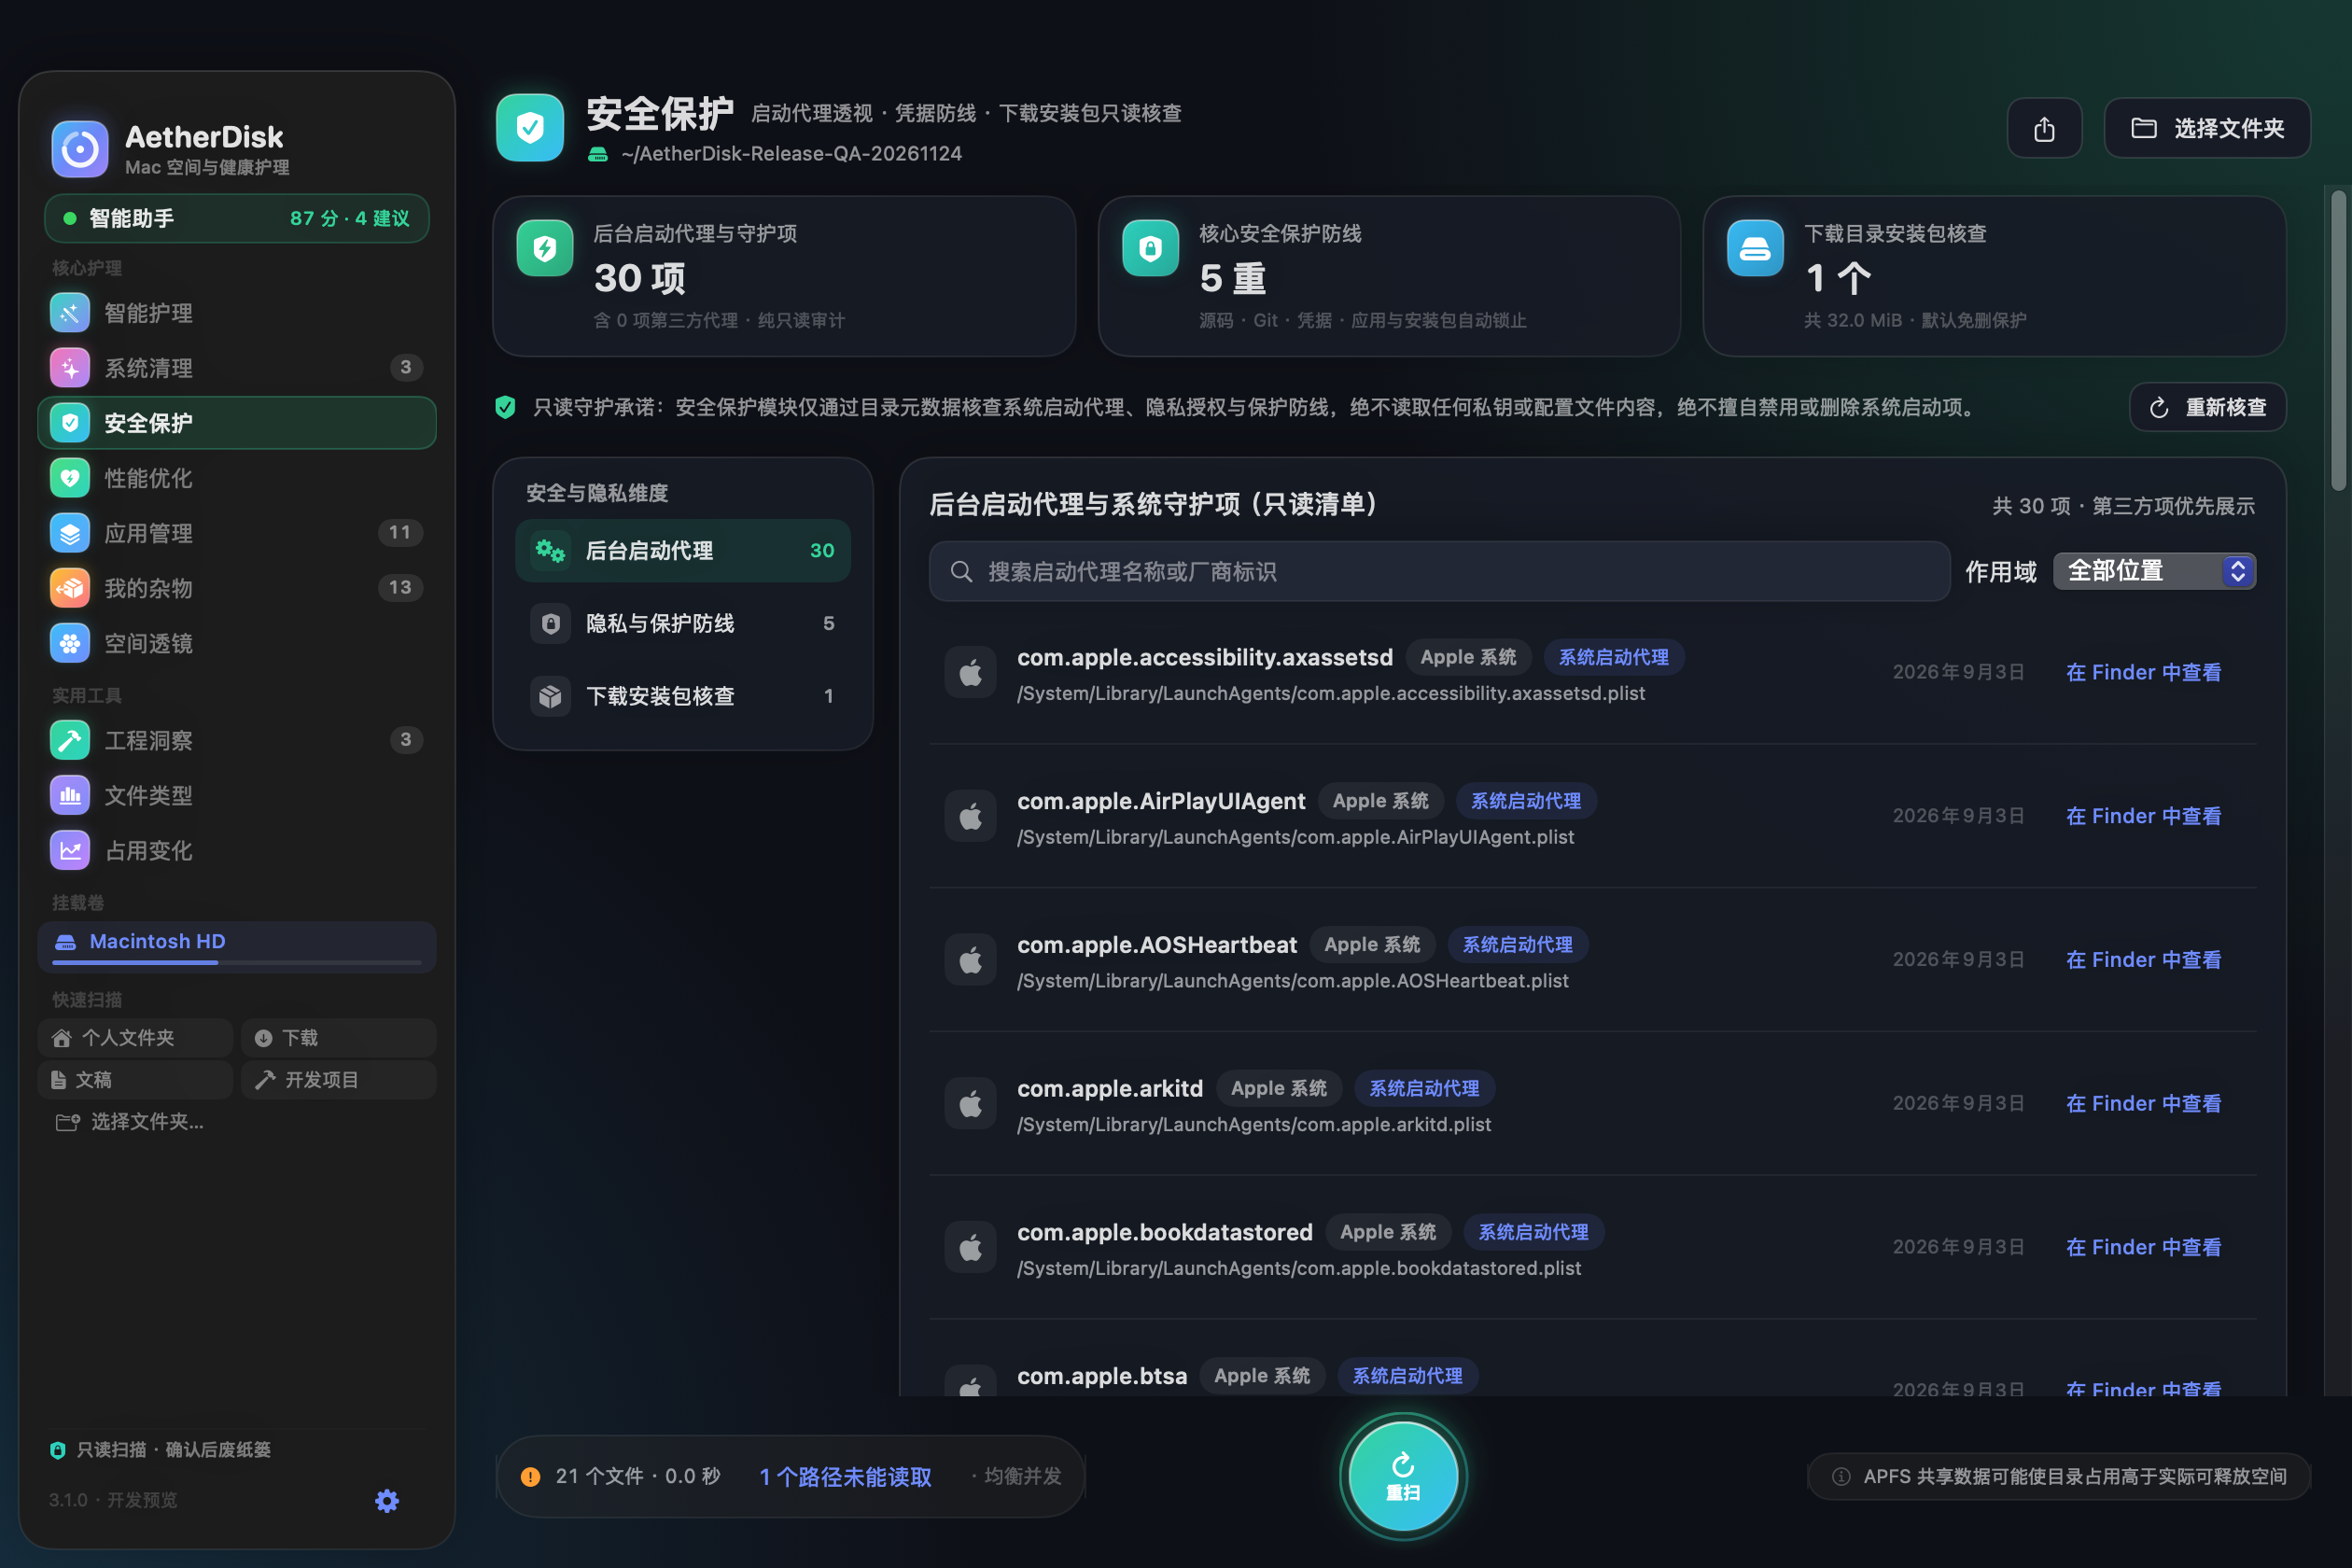 AetherDisk
Mac 空间与健康护理
智能助手 87 分 · 4 建议
核心护理
智能护理
系统清理 3
安全保护
性能优化
应用管理 11
我的杂物 13
空间透镜
实用工具
工程洞察 3
文件类型
占用变化
挂载卷
Macintosh HD
快速扫描
个人文件夹 下载
文稿 开发项目
选择文件夹...
只读扫描 · 确认后废纸篓
3.1.0 · 开发预览
安全保护 启动代理透视 · 凭据防线 · 下载安装包只读核查
~/AetherDisk-Release-QA-20261124
选择文件夹
后台启动代理与守护项
30 项
含 0 项第三方代理 · 纯只读审计
核心安全保护防线
5 重
源码 · Git · 凭据 · 应用与安装包自动锁止
下载目录安装包核查
1 个
共 32.0 MiB · 默认免删保护
只读守护承诺：安全保护模块仅通过目录元数据核查系统启动代理、隐私授权与保护防线，绝不读取任何私钥或配置文件内容，绝不擅自禁用或删除系统启动项。
重新核查
安全与隐私维度
后台启动代理 30
隐私与保护防线 5
下载安装包核查 1
后台启动代理与系统守护项（只读清单） 共 30 项 · 第三方项优先展示
搜索启动代理名称或厂商标识 作用域 全部位置
com.apple.accessibility.axassetsd Apple 系统 系统启动代理
/System/Library/LaunchAgents/com.apple.accessibility.axassetsd.plist
2026年9月3日 在 Finder 中查看
com.apple.AirPlayUIAgent Apple 系统 系统启动代理
/System/Library/LaunchAgents/com.apple.AirPlayUIAgent.plist
2026年9月3日 在 Finder 中查看
com.apple.AOSHeartbeat Apple 系统 系统启动代理
/System/Library/LaunchAgents/com.apple.AOSHeartbeat.plist
2026年9月3日 在 Finder 中查看
com.apple.arkitd Apple 系统 系统启动代理
/System/Library/LaunchAgents/com.apple.arkitd.plist
2026年9月3日 在 Finder 中查看
com.apple.bookdatastored Apple 系统 系统启动代理
/System/Library/LaunchAgents/com.apple.bookdatastored.plist
2026年9月3日 在 Finder 中查看
com.apple.btsa Apple 系统 系统启动代理
2026年9月3日 在 Finder 中查看
21 个文件 · 0.0 秒 1 个路径未能读取 · 均衡并发
重扫
APFS 共享数据可能使目录占用高于实际可释放空间